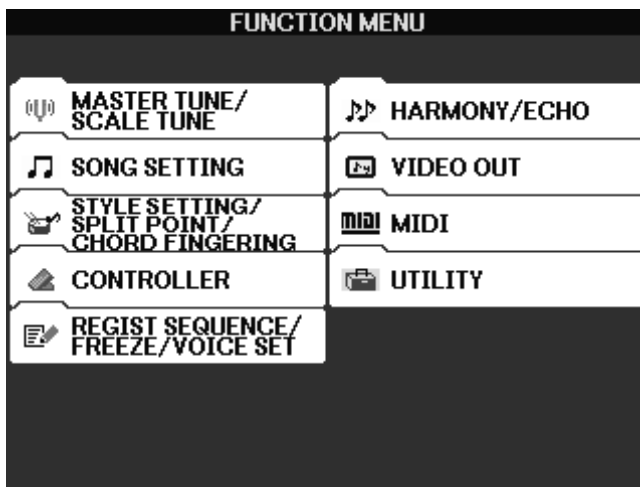 FUNCTION MENU
MASTER TUNE/
SCALE TUNE
SONG SETTING
STYLE SETTING/
SPLIT POINT/
CHORD FINGERING
CONTROLLER
REGIST SEQUENCE/
FREEZE/VOICE SET
HARMONY/ECHO
VIDEO OUT
MIDI MIDI
UTILITY